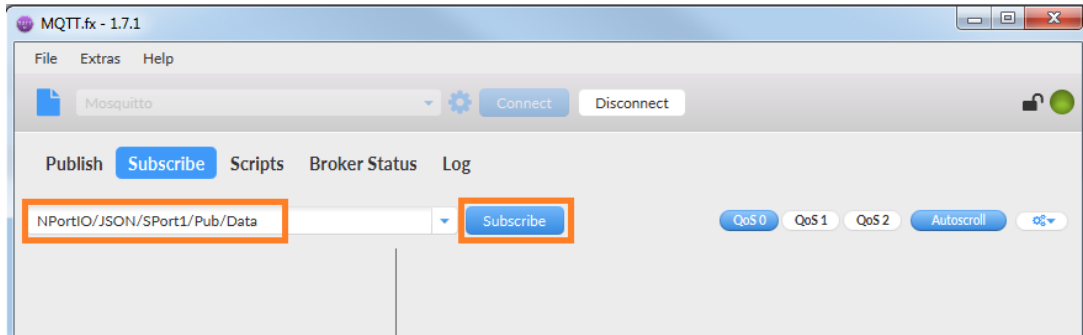 MQTT.fx - 1.7.1
File Extras Help
Mosquitto Connect Disconnect
Publish Subscribe Scripts Broker Status Log
NPortIO/JSON/SPort1/Pub/Data Subscribe QoS 0 QoS 1 QoS 2 Autoscroll